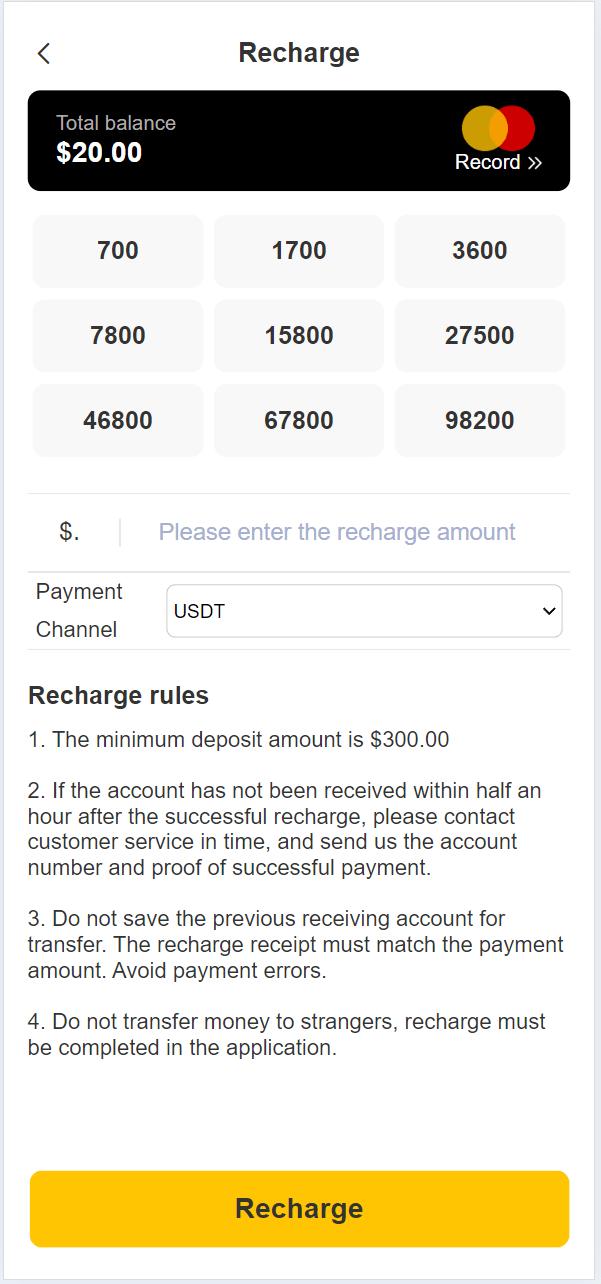 Recharge
Total balance
$20.00
Record »
700
1700
3600
7800
15800
27500
46800
67800
98200
$.
Please enter the recharge amount
Payment
Channel
USDT
Recharge rules
1. The minimum deposit amount is $300.00
2. If the account has not been received within half an
hour after the successful recharge, please contact
customer service in time, and send us the account
number and proof of successful payment.
3. Do not save the previous receiving account for
transfer. The recharge receipt must match the payment
amount. Avoid payment errors.
4. Do not transfer money to strangers, recharge must
be completed in the application.
Recharge